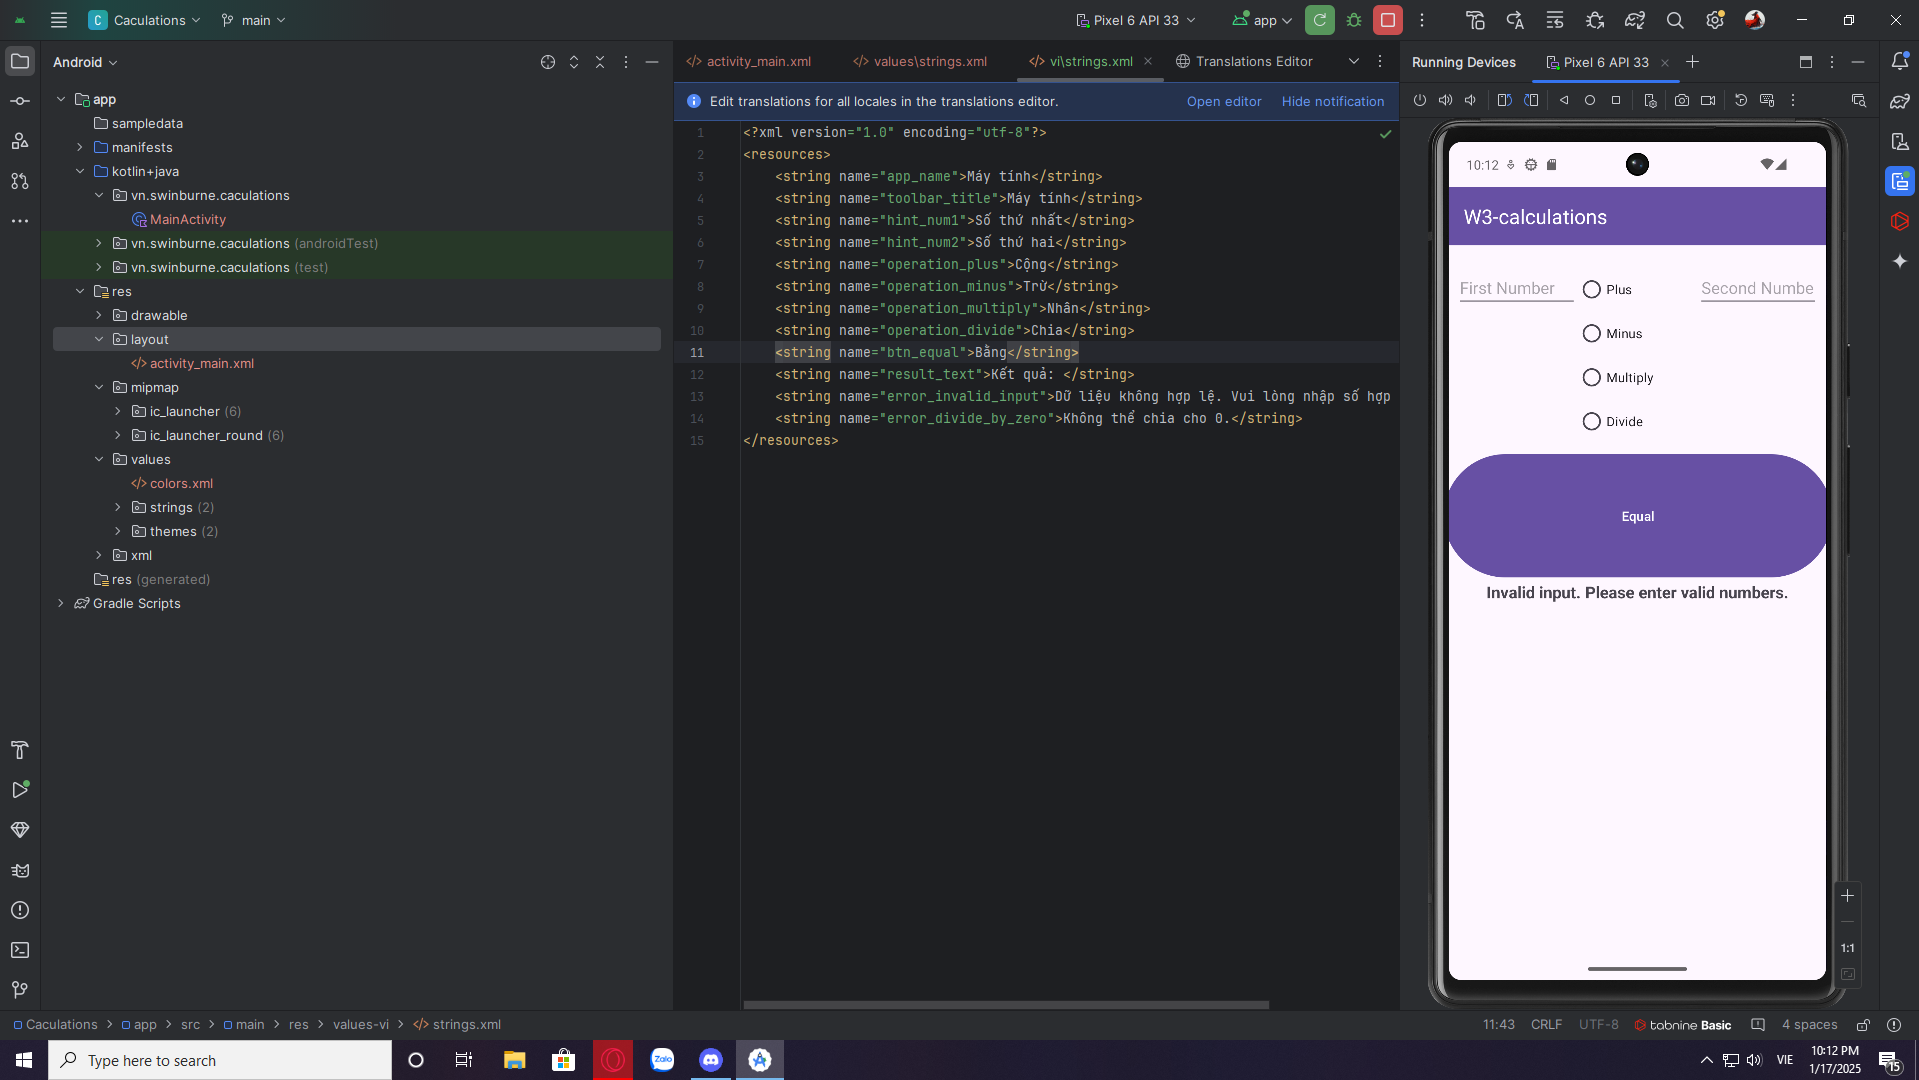 C Caculations main Pixel 6 API 33 app
Android
app
sampledata
manifests
kotlin+java
vn.swinburne.caculations
MainActivity
vn.swinburne.caculations (androidTest)
vn.swinburne.caculations (test)
res
drawable
layout
activity_main.xml
mipmap
ic_launcher (6)
ic_launcher_round (6)
values
colors.xml
strings (2)
themes (2)
xml
res (generated)
Gradle Scripts
activity_main.xml values\strings.xml vi\strings.xml Translations Editor
Edit translations for all locales in the translations editor. Open editor Hide notification
1 <?xml version="1.0" encoding="utf-8"?>
2 <resources>
3 <string name="app_name">Máy tính</string>
4 <string name="toolbar_title">Máy tính</string>
5 <string name="hint_num1">Số thứ nhất</string>
6 <string name="hint_num2">Số thứ hai</string>
7 <string name="operation_plus">Cộng</string>
8 <string name="operation_minus">Trừ</string>
9 <string name="operation_multiply">Nhân</string>
10 <string name="operation_divide">Chia</string>
11 <string name="btn_equal">Bằng</string>
12 <string name="result_text">Kết quả: </string>
13 <string name="error_invalid_input">Dữ liệu không hợp lệ. Vui lòng nhập số hợp
14 <string name="error_divide_by_zero">Không thể chia cho 0.</string>
15 </resources>
Running Devices Pixel 6 API 33
10:12
W3-calculations
First Number Plus Second Numbe
Minus
Multiply
Divide
Equal
Invalid input. Please enter valid numbers.
1:1
Caculations app src main res values-vi strings.xml
11:43 CRLF UTF-8 tabnine Basic 4 spaces
Type here to search
Zalo
VIE
10:12 PM
1/17/2025
15